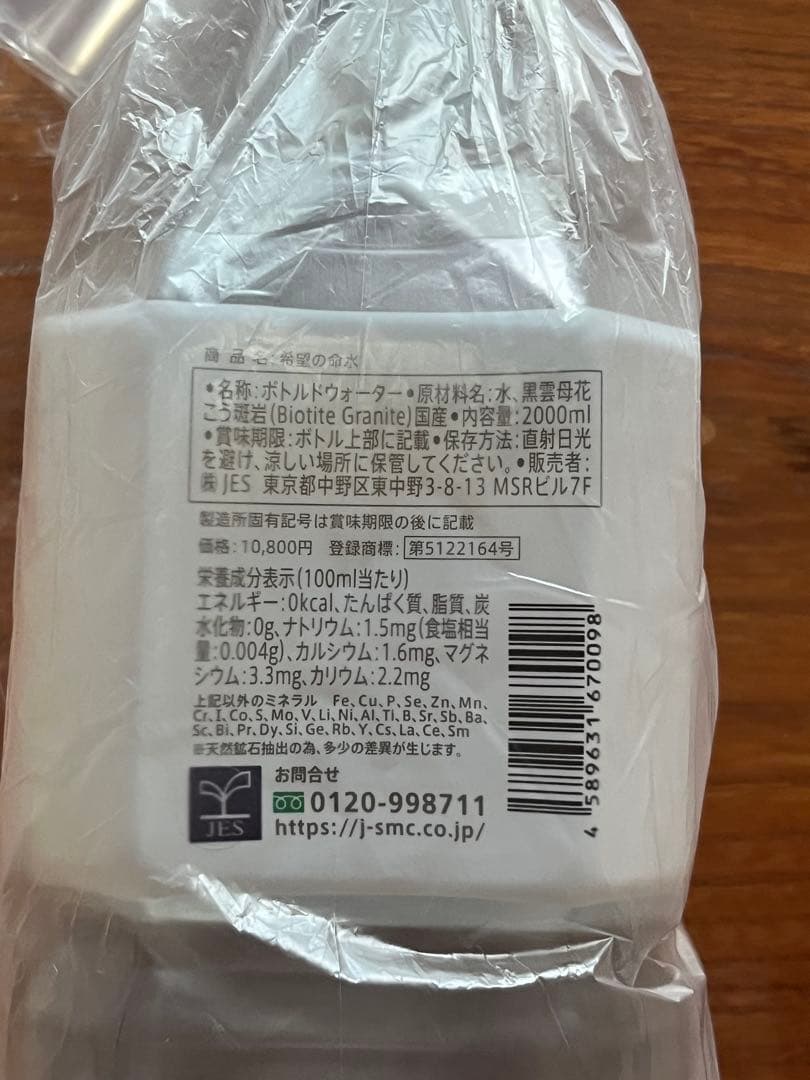 商品名:希望の命水
•名称:ボトルドウォーター•原材料名:水、黒雲母花
こう斑岩(Biotite Granite)国産•内容量:2000ml
•賞味期限:ボトル上部に記載•保存方法:直射日光
を避け、涼しい場所に保管してください。•販売者:
㈱JES 東京都中野区東中野3-8-13 MSRビル7F
製造所固有記号は賞味期限の後に記載
価格:10,800円 登録商標:第5122164号
栄養成分表示(100ml当たり)
エネルギー:0kcal、たんぱく質、脂質、炭
水化物:0g、ナトリウム:1.5mg(食塩相当
量:0.004g)、カルシウム:1.6mg、マグネ
シウム:3.3mg、カリウム:2.2mg
上記以外のミネラル Fe、Cu、P、Se、Zn、Mn、
Cr、I、Co、S、Mo、V、Li、Ni、Al、Ti、B、Sr、Sb、Ba、
Sc、Bi、Pr、Dy、Si、Ge、Rb、Y、Cs、La、Ce、Sm
※天然鉱石抽出の為、多少の差異が生じます。
JES
お問合せ
0120-998711
https://j-smc.co.jp/
4 589631 670098